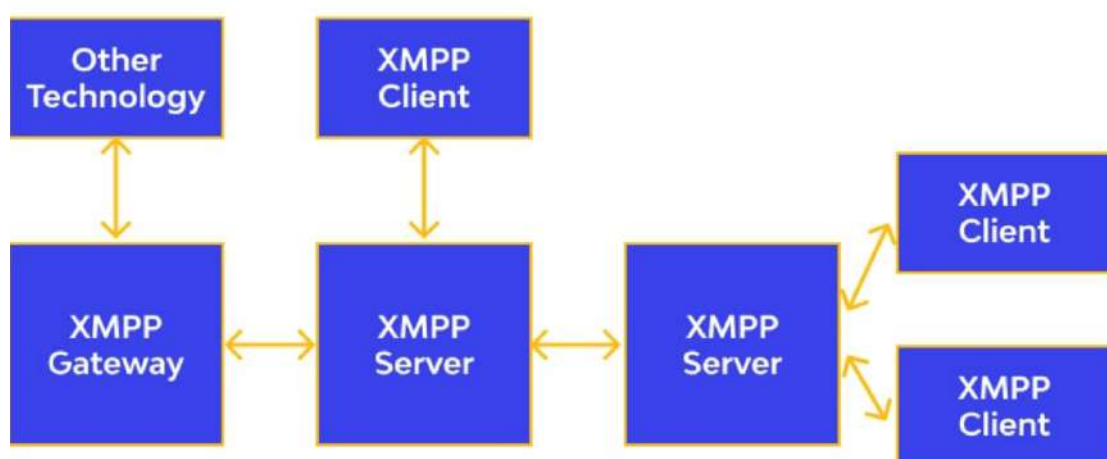 Other
Technology
XMPP
Client
XMPP
Client
XMPP
Gateway
XMPP
Server
XMPP
Server
XMPP
Client